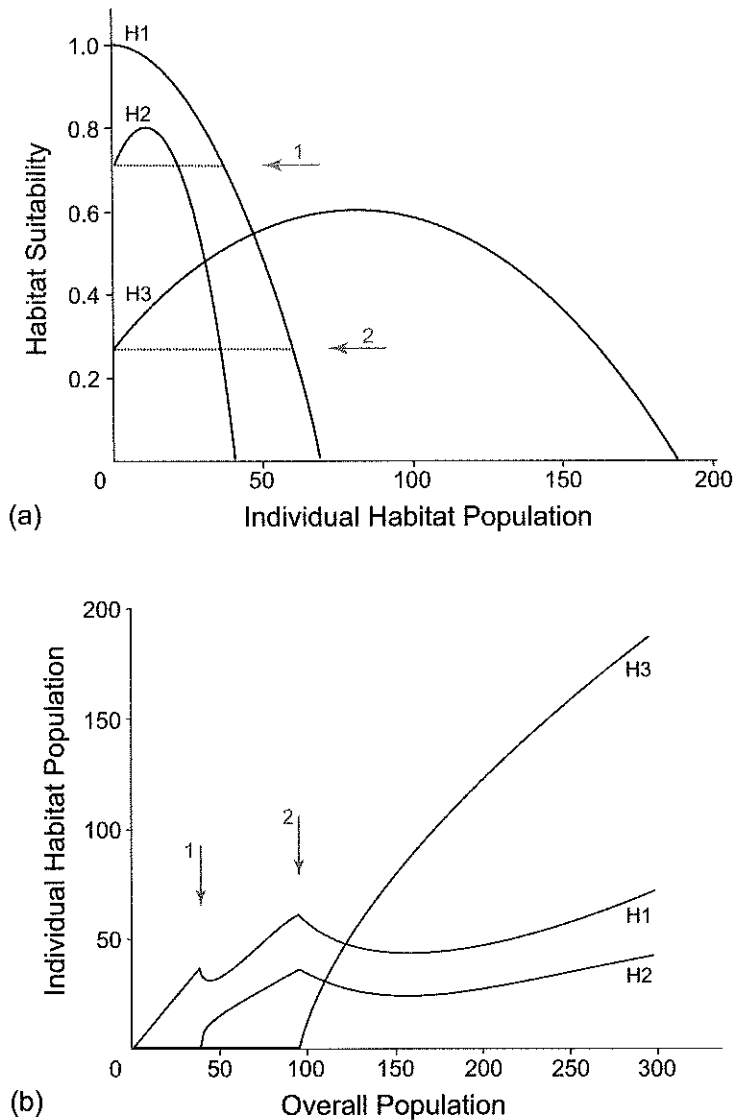 H1
1.0
H2
0.8
1
0.6
H3
0.4
2
0.2
Habitat Suitability
0 50 100 150 200
(a)
Individual Habitat Population
200
H3
150
Individual Habitat Population
100
2
1
H1
50
H2
0 50 100 150 200 250 300
(b)
Overall Population